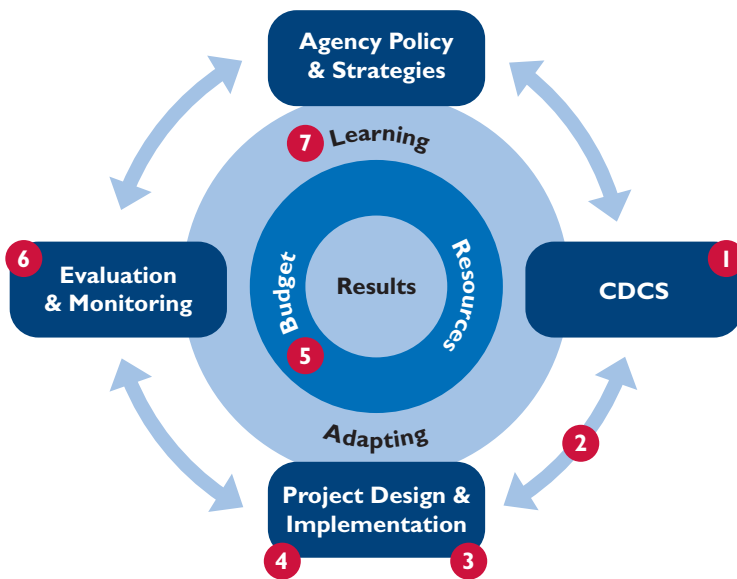 Agency Policy
& Strategies
7
Learning
6
Evaluation
& Monitoring
Budget
Resources
Results
1
CDCS
5
Adapting
2
Project Design &
Implementation
4
3